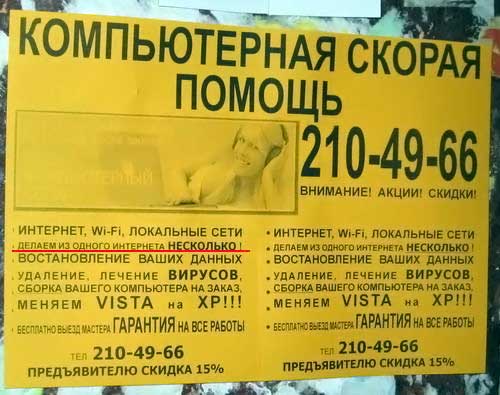 КОМПЬЮТЕРНАЯ СКОРАЯ
ПОМОЩЬ
210-49-66
ВНИМАНИЕ! АКЦИИ! СКИДКИ!
• ИНТЕРНЕТ, Wi-Fi, ЛОКАЛЬНЫЕ СЕТИ
• ДЕЛАЕМ ИЗ ОДНОГО ИНТЕРНЕТА НЕСКОЛЬКО !
• ВОСТАНОВЛЕНИЕ ВАШИХ ДАННЫХ
• УДАЛЕНИЕ, ЛЕЧЕНИЕ ВИРУСОВ,
• СБОРКА ВАШЕГО КОМПЬЮТЕРА НА ЗАКАЗ,
• МЕНЯЕМ VISTA на XP!!!
• БЕСПЛАТНО ВЫЕЗД МАСТЕРА ГАРАНТИЯ НА ВСЕ РАБОТЫ
ТЕЛ 210-49-66
ПРЕДЪЯВИТЕЛЮ СКИДКА 15%
• ИНТЕРНЕТ, Wi-Fi, ЛОКАЛЬНЫЕ СЕТИ
• ДЕЛАЕМ ИЗ ОДНОГО ИНТЕРНЕТА НЕСКОЛЬКО !
• ВОСТАНОВЛЕНИЕ ВАШИХ ДАННЫХ
• УДАЛЕНИЕ, ЛЕЧЕНИЕ ВИРУСОВ,
• СБОРКА ВАШЕГО КОМПЬЮТЕРА НА ЗАКАЗ,
• МЕНЯЕМ VISTA на XP!!!
• БЕСПЛАТНО ВЫЕЗД МАСТЕРА ГАРАНТИЯ НА ВСЕ РАБОТЫ
ТЕЛ 210-49-66
ПРЕДЪЯВИТЕЛЮ СКИДКА 15%